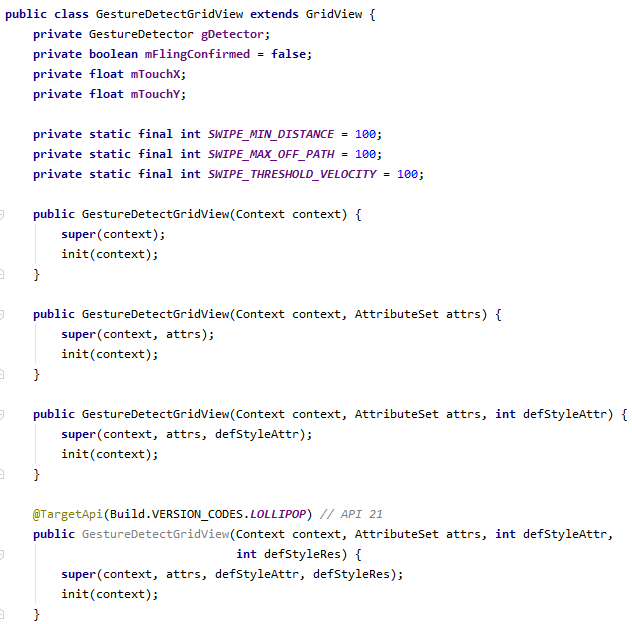 public class GestureDetectGridView extends GridView {
    private GestureDetector gDetector;
    private boolean mFlingConfirmed = false;
    private float mTouchX;
    private float mTouchY;

    private static final int SWIPE_MIN_DISTANCE = 100;
    private static final int SWIPE_MAX_OFF_PATH = 100;
    private static final int SWIPE_THRESHOLD_VELOCITY = 100;

    public GestureDetectGridView(Context context) {
        super(context);
        init(context);
    }

    public GestureDetectGridView(Context context, AttributeSet attrs) {
        super(context, attrs);
        init(context);
    }

    public GestureDetectGridView(Context context, AttributeSet attrs, int defStyleAttr) {
        super(context, attrs, defStyleAttr);
        init(context);
    }

    @TargetApi(Build.VERSION_CODES.LOLLIPOP) // API 21
    public GestureDetectGridView(Context context, AttributeSet attrs, int defStyleAttr,
                                 int defStyleRes) {
        super(context, attrs, defStyleAttr, defStyleRes);
        init(context);
    }